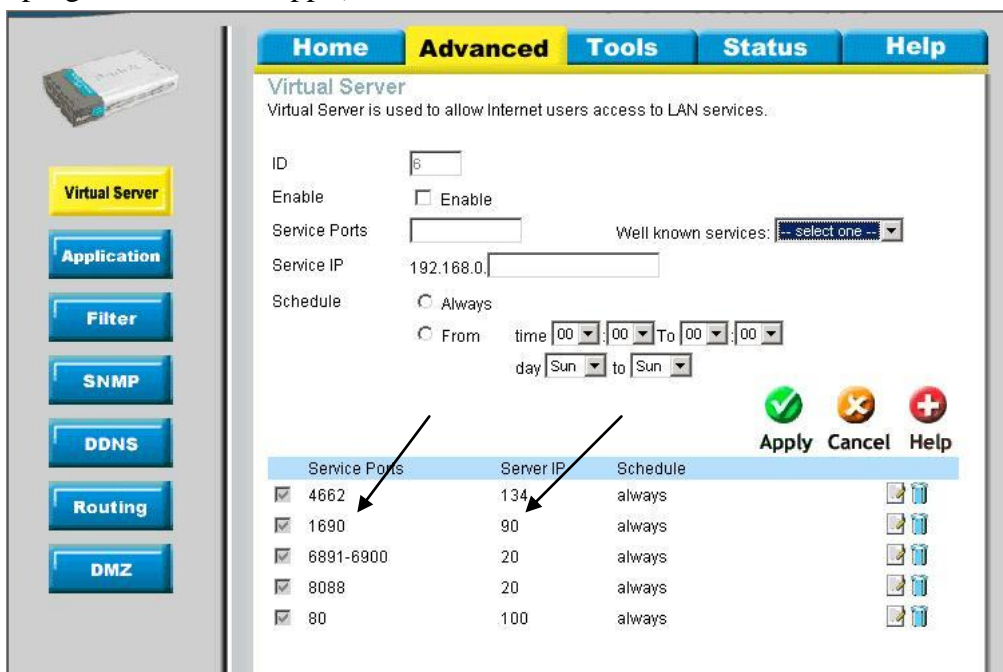 Home Advanced Tools Status Help
Virtual Server
Virtual Server is used to allow Internet users access to LAN services.
ID 6
Enable Enable
Service Ports Well known services: -- select one --
Service IP 192.168.0.
Schedule Always
From time 00 : 00 To 00 : 00
day Sun to Sun
Virtual Server
Application
Filter
SNMP
DDNS
Routing
DMZ
Apply Cancel Help
Service Ports Server IP Schedule
4662 134 always
1690 90 always
6891-6900 20 always
8088 20 always
80 100 always